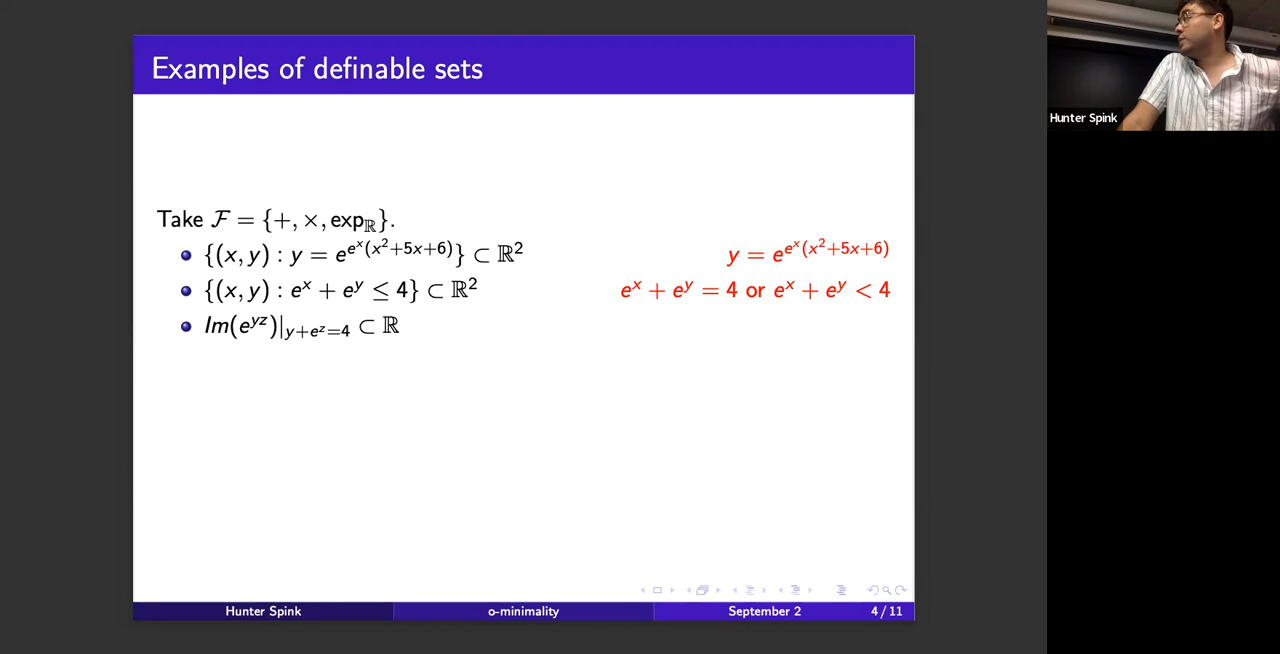 Examples of definable sets
Hunter Spink
Take ℱ = {+, ×, exp_ℝ}.
{(x, y) : y = e^{e^x(x^2+5x+6)}} ⊂ ℝ^2 y = e^{e^x(x^2+5x+6)}
{(x, y) : e^x + e^y ≤ 4} ⊂ ℝ^2 e^x + e^y = 4 or e^x + e^y < 4
Im(e^{yz})|_{y+e^z=4} ⊂ ℝ
Hunter Spink o-minimality September 2 4 / 11